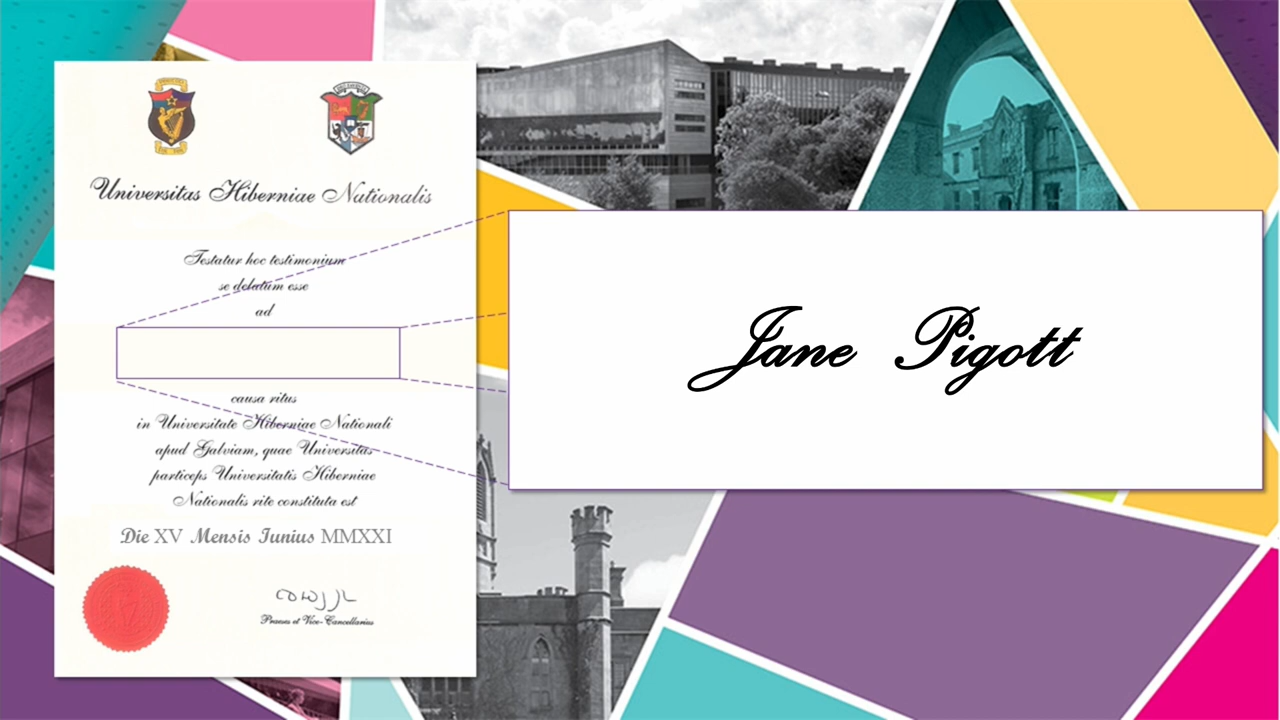 Universitas Hiberniae Nationalis
Testatur hoc testimonium
se delatum esse
ad
Jane Pigott
causa ritus
in Universitate Hiberniae Nationali
apud Galviam, quae Universitas
particeps Universitatis Hiberniae
Nationalis rite constituta est
Die XV Mensis Iunius MMXXI
Praeses et Vice-Cancellarius